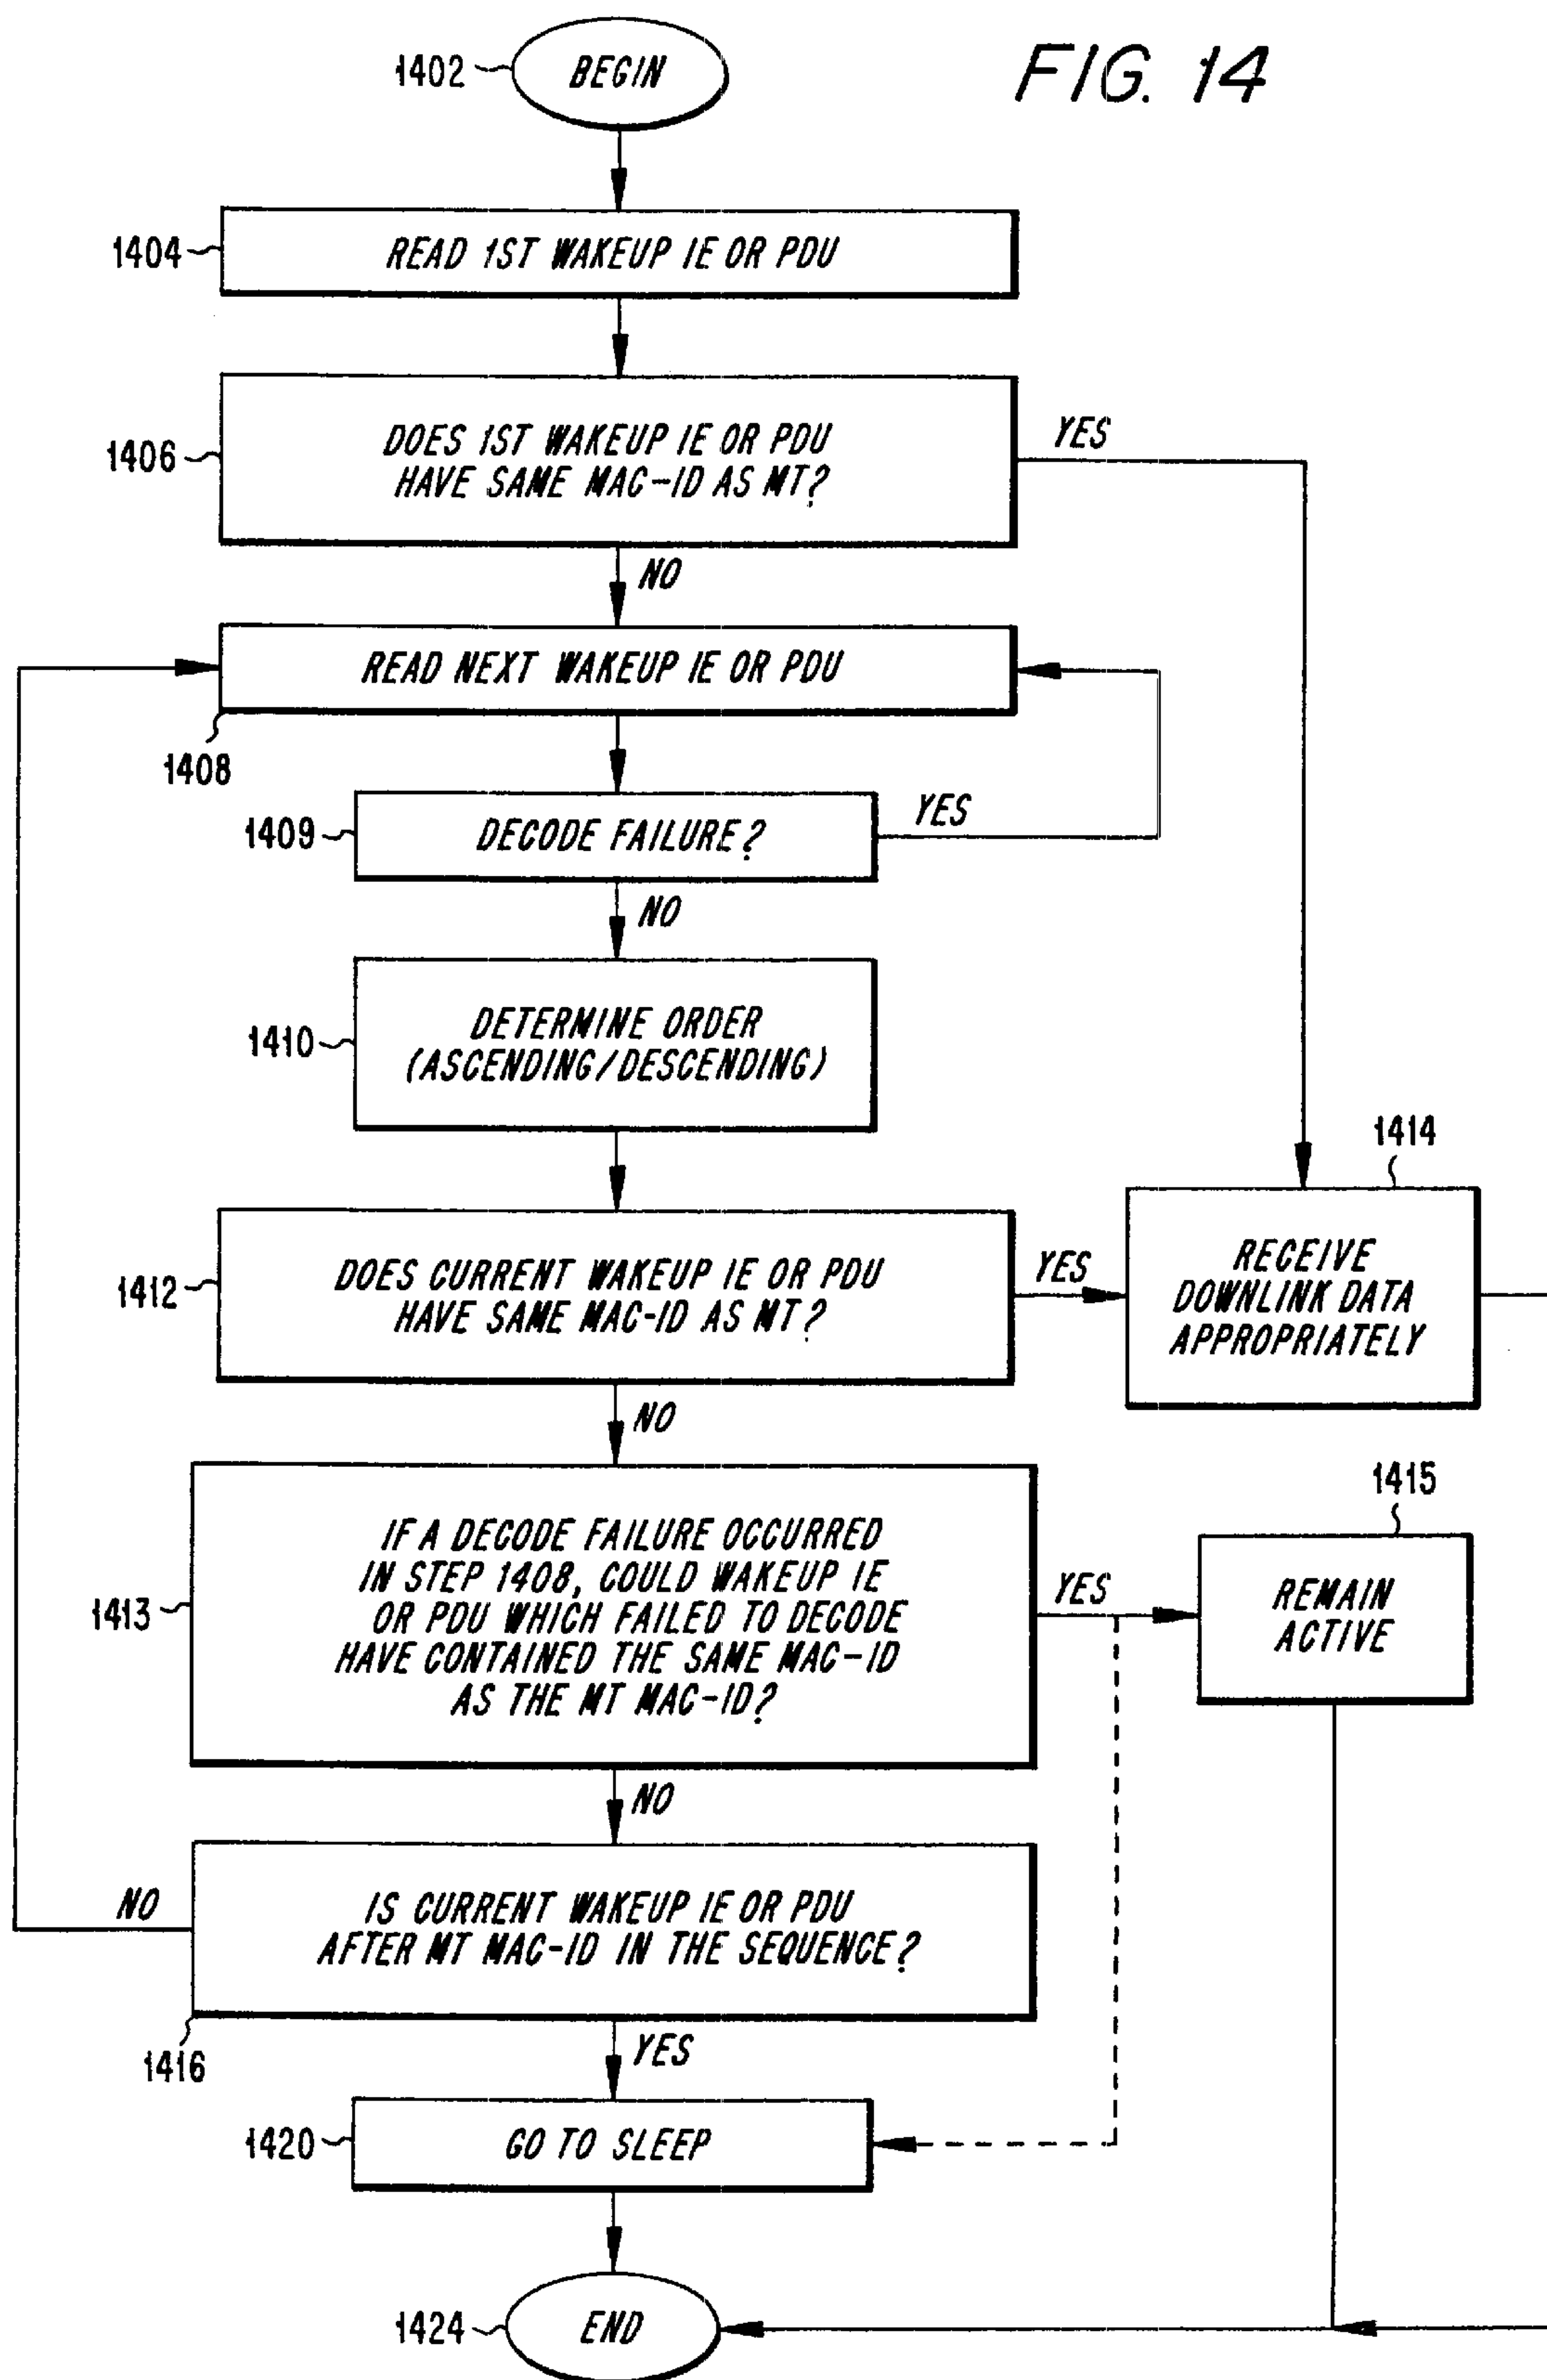 FIG. 14
1402
BEGIN
1404
READ 1ST WAKEUP IE OR PDU
1406
DOES 1ST WAKEUP IE OR PDU
HAVE SAME MAC-ID AS MT?
YES
NO
READ NEXT WAKEUP IE OR PDU
1408
1409
DECODE FAILURE?
YES
NO
1410
DETERMINE ORDER
(ASCENDING/DESCENDING)
1412
DOES CURRENT WAKEUP IE OR PDU
HAVE SAME MAC-ID AS MT?
YES
1414
RECEIVE
DOWNLINK DATA
APPROPRIATELY
NO
1413
IF A DECODE FAILURE OCCURRED
IN STEP 1408, COULD WAKEUP IE
OR PDU WHICH FAILED TO DECODE
HAVE CONTAINED THE SAME MAC-ID
AS THE MT MAC-ID?
YES
1415
REMAIN
ACTIVE
NO
NO
IS CURRENT WAKEUP IE OR PDU
AFTER MT MAC-ID IN THE SEQUENCE?
1416
YES
1420
GO TO SLEEP
1424
END